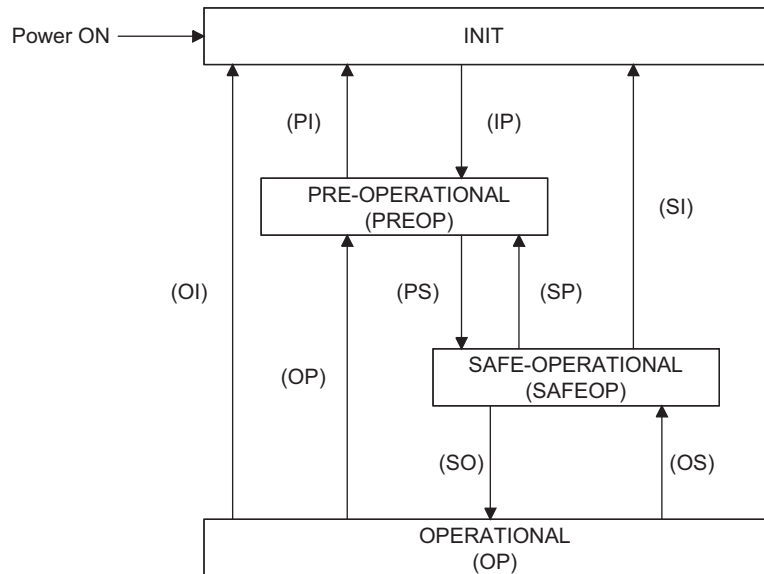 Power ON
INIT
(PI)
(IP)
PRE-OPERATIONAL
(PREOP)
(SI)
(OI)
(PS)
(SP)
(OP)
SAFE-OPERATIONAL
(SAFEOP)
(SO)
(OS)
OPERATIONAL
(OP)